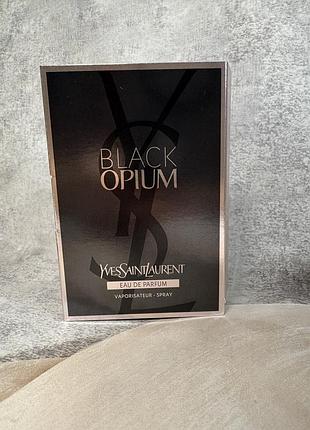 BLACK
OPIUM
YVESSAINTLAURENT
EAU DE PARFUM
VAPORISATEUR - SPRAY